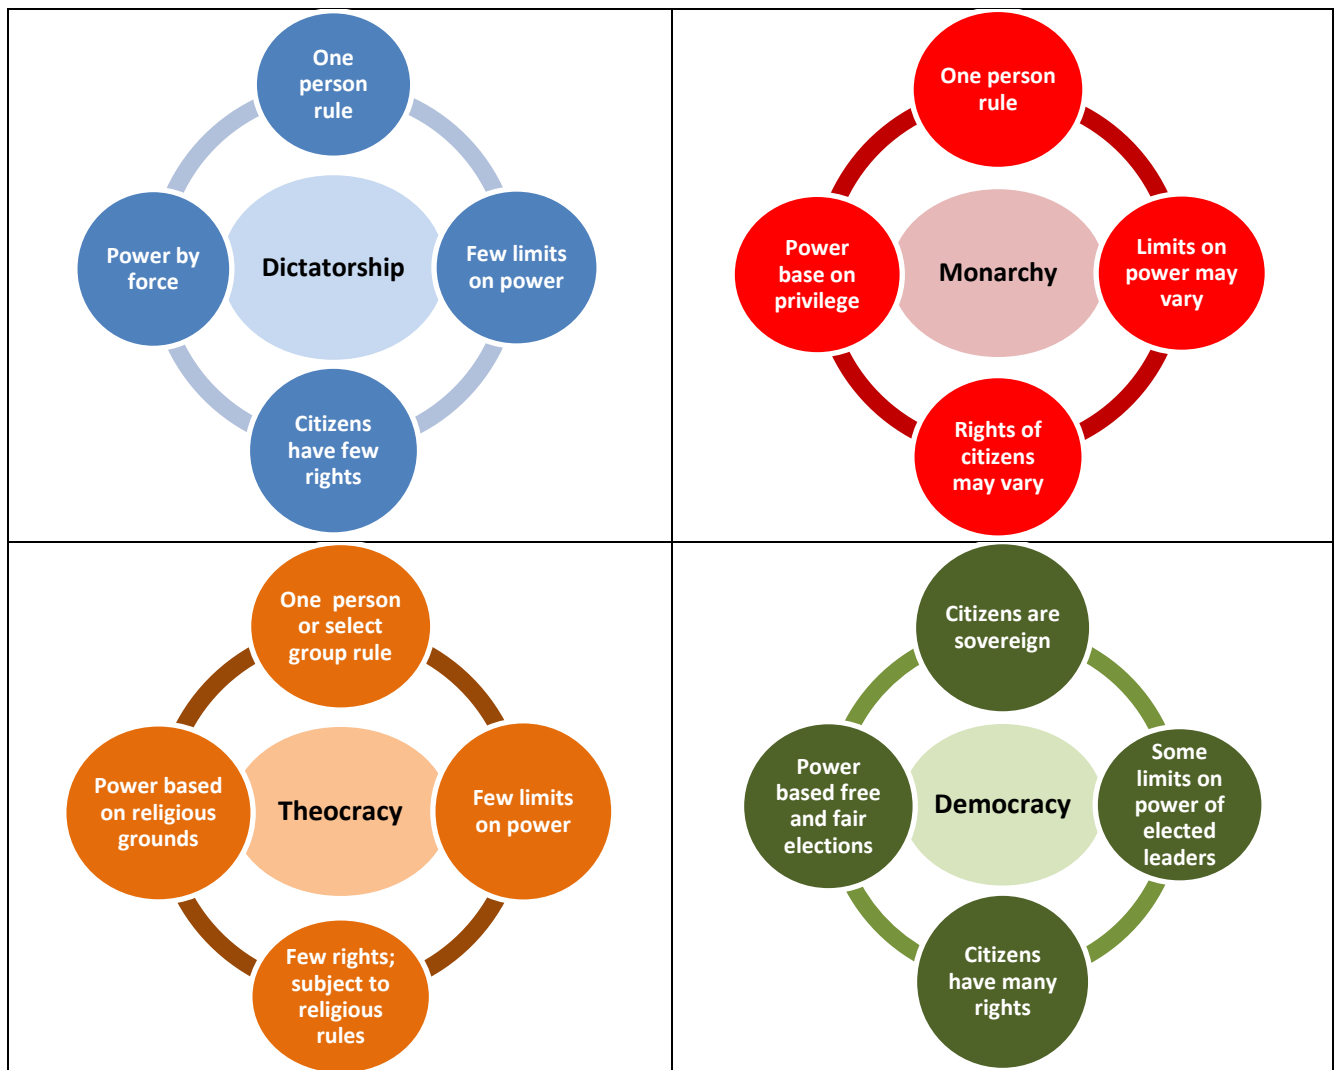 One
person
rule
Power by
force
Dictatorship
Few limits
on power
Citizens
have few
rights
One person
rule
Power
base on
privilege
Monarchy
Limits on
power may
vary
Rights of
citizens
may vary
One person
or select
group rule
Power based
on religious
grounds
Theocracy
Few limits
on power
Few rights;
subject to
religious
rules
Citizens are
sovereign
Power
based free
and fair
elections
Democracy
Some
limits on
power of
elected
leaders
Citizens
have many
rights